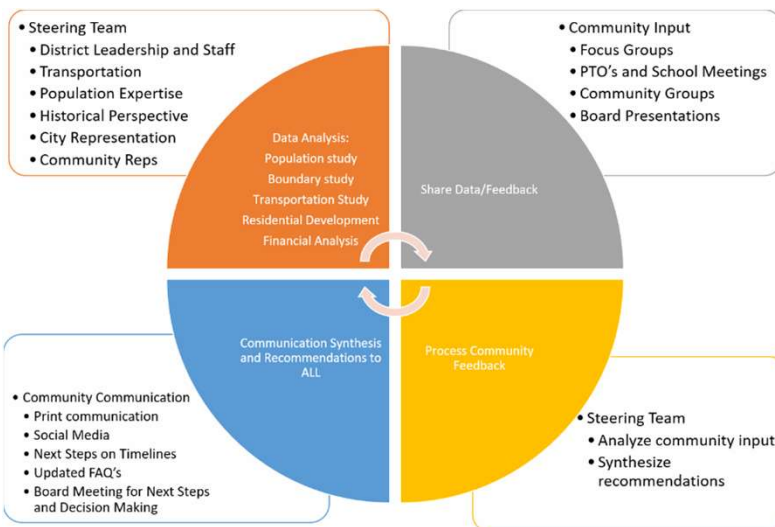 • Steering Team
• District Leadership and Staff
• Transportation
• Population Expertise
• Historical Perspective
• City Representation
• Community Reps
• Community Input
• Focus Groups
• PTO's and School Meetings
• Community Groups
• Board Presentations
Data Analysis:
Population study
Boundary study
Transportation Study
Residential Development
Financial Analysis
Share Data/Feedback
Communication Synthesis
and Recommendations to
ALL
Process Community
Feedback
• Community Communication
• Print communication
• Social Media
• Next Steps on Timelines
• Updated FAQ's
• Board Meeting for Next Steps
and Decision Making
• Steering Team
• Analyze community input
• Synthesize
recommendations